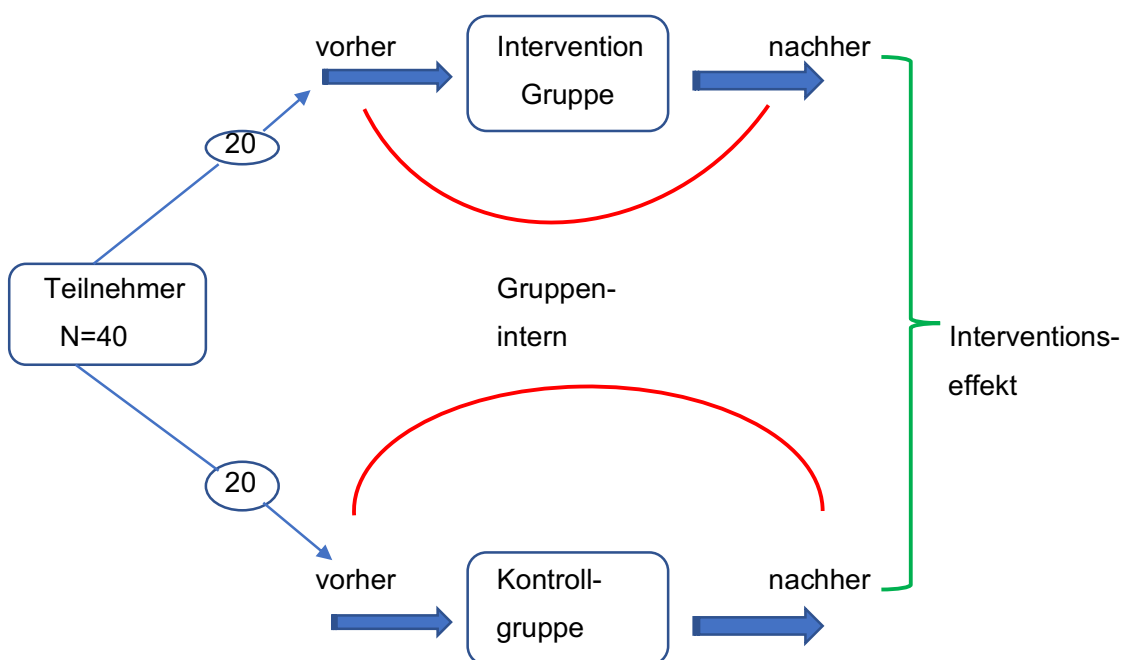 vorher
Intervention
Gruppe
nachher
20
Teilnehmer
N=40
Gruppen-
intern
Interventions-
effekt
20
vorher
Kontroll-
gruppe
nachher